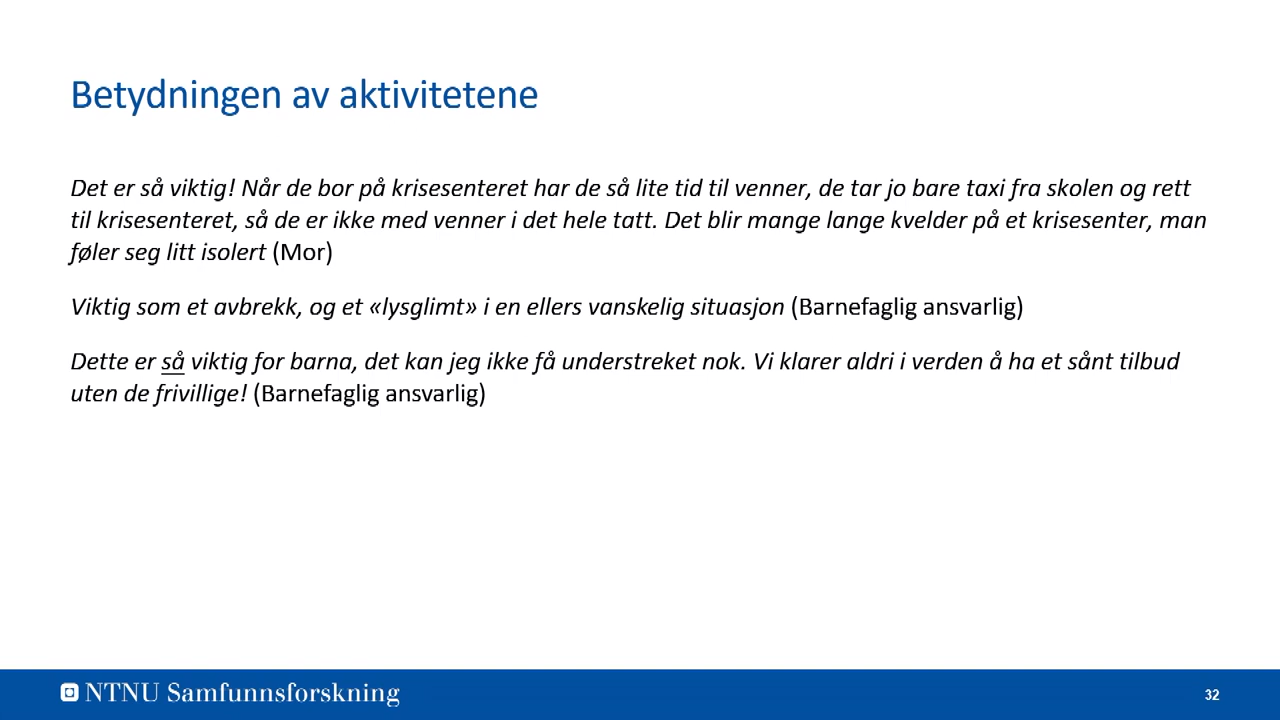 Betydningen av aktivitetene
Det er så viktig! Når de bor på krisesenteret har de så lite tid til venner, de tar jo bare taxi fra skolen og rett
til krisesenteret, så de er ikke med venner i det hele tatt. Det blir mange lange kvelder på et krisesenter, man
føler seg litt isolert (Mor)
Viktig som et avbrekk, og et «lysglimt» i en ellers vanskelig situasjon (Barnefaglig ansvarlig)
Dette er så viktig for barna, det kan jeg ikke få understreket nok. Vi klarer aldri i verden å ha et sånt tilbud
uten de frivillige! (Barnefaglig ansvarlig)
NTNU Samfunnsforskning
32